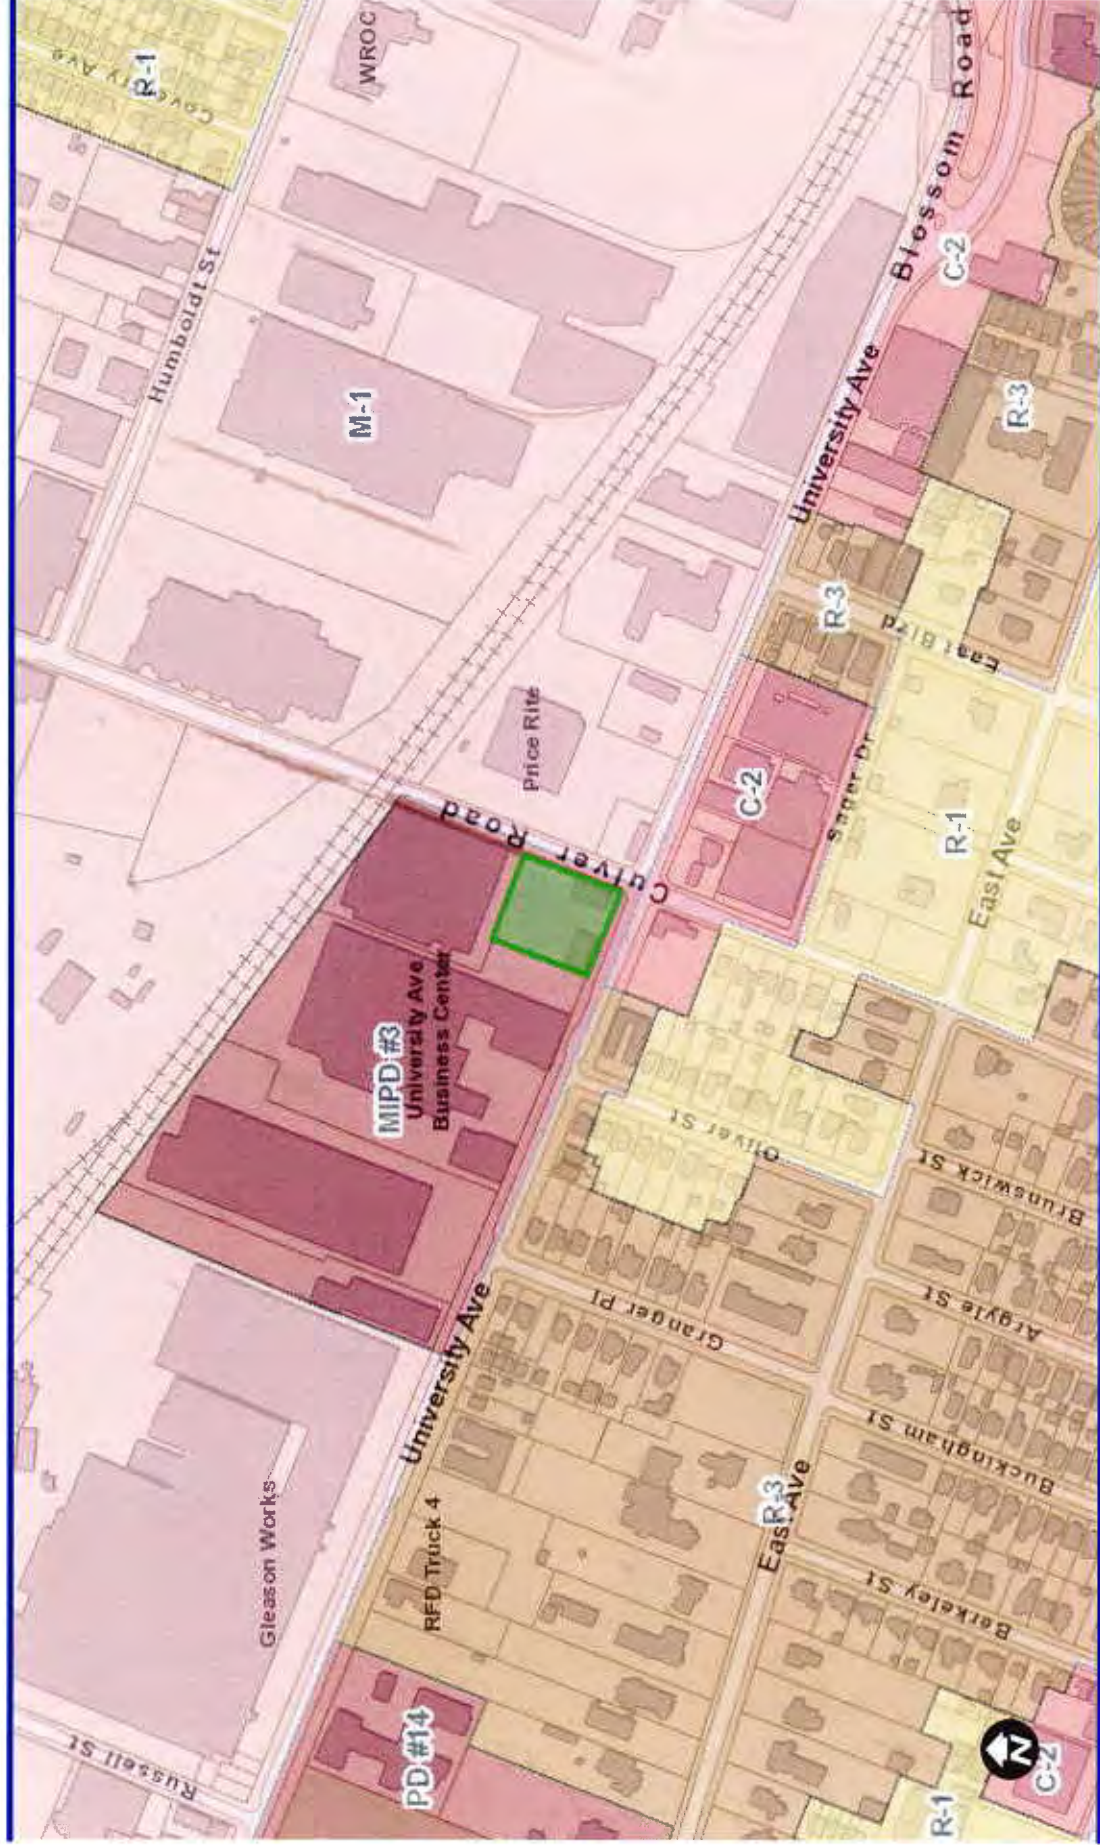 R-1
Covery Ave
WROC
Humboldt St
M-1
Blossom Road
C-2
University Ave
R-3
R-3
East Blvd
Price Rite
Culver Road
C-2
Sager Dr
R-1
East Ave
MIPD #3
University Ave
Business Center
Oliver St
Brunswick St
Granger Pl
Argyle St
University Ave
Buckingham St
Gleason Works
RFD Truck 4
R-3
East Ave
Berkeley St
Russell St
PD #14
N
C-2
R-1